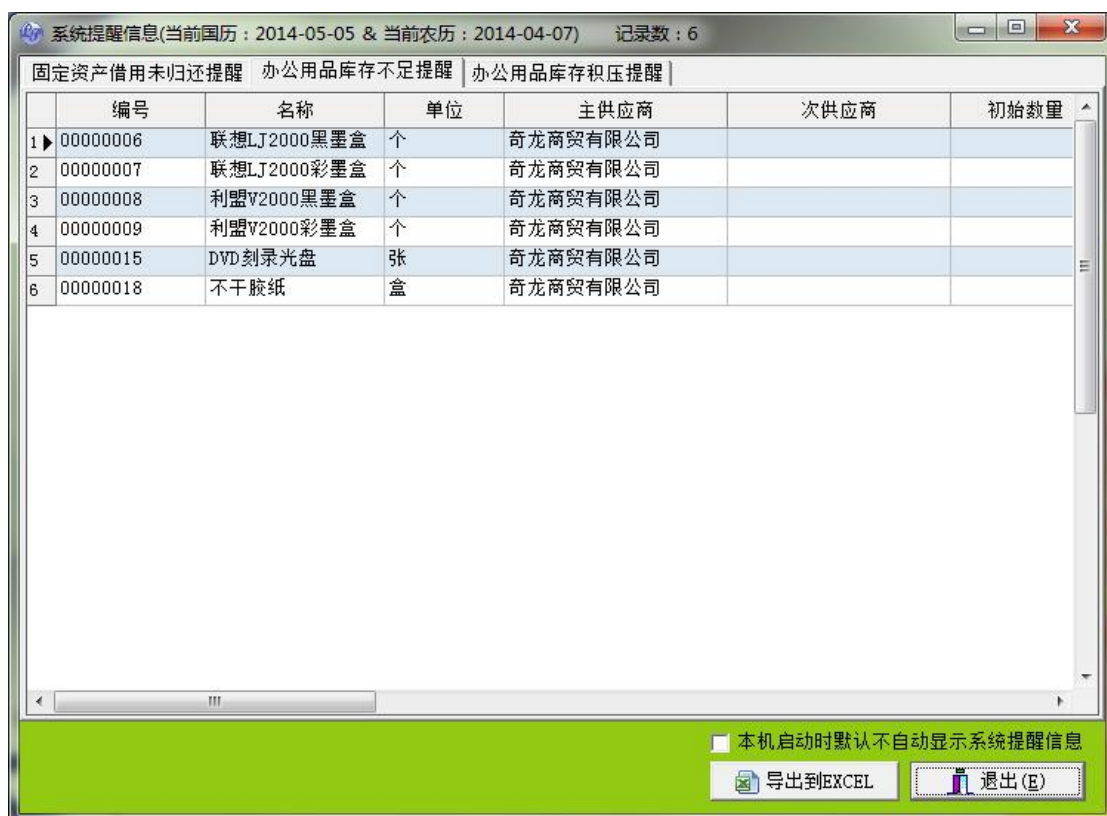 系统提醒信息(当前国历：2014-05-05 & 当前农历：2014-04-07) 记录数：6
固定资产借用未归还提醒 办公用品库存不足提醒 办公用品库存积压提醒
编号 名称 单位 主供应商 次供应商 初始数量
1 00000006 联想LJ2000黑墨盒 个 奇龙商贸有限公司
2 00000007 联想LJ2000彩墨盒 个 奇龙商贸有限公司
3 00000008 利盟V2000黑墨盒 个 奇龙商贸有限公司
4 00000009 利盟V2000彩墨盒 个 奇龙商贸有限公司
5 00000015 DVD刻录光盘 张 奇龙商贸有限公司
6 00000018 不干胶纸 盒 奇龙商贸有限公司
本机启动时默认不自动显示系统提醒信息
导出到EXCEL 退出(E)